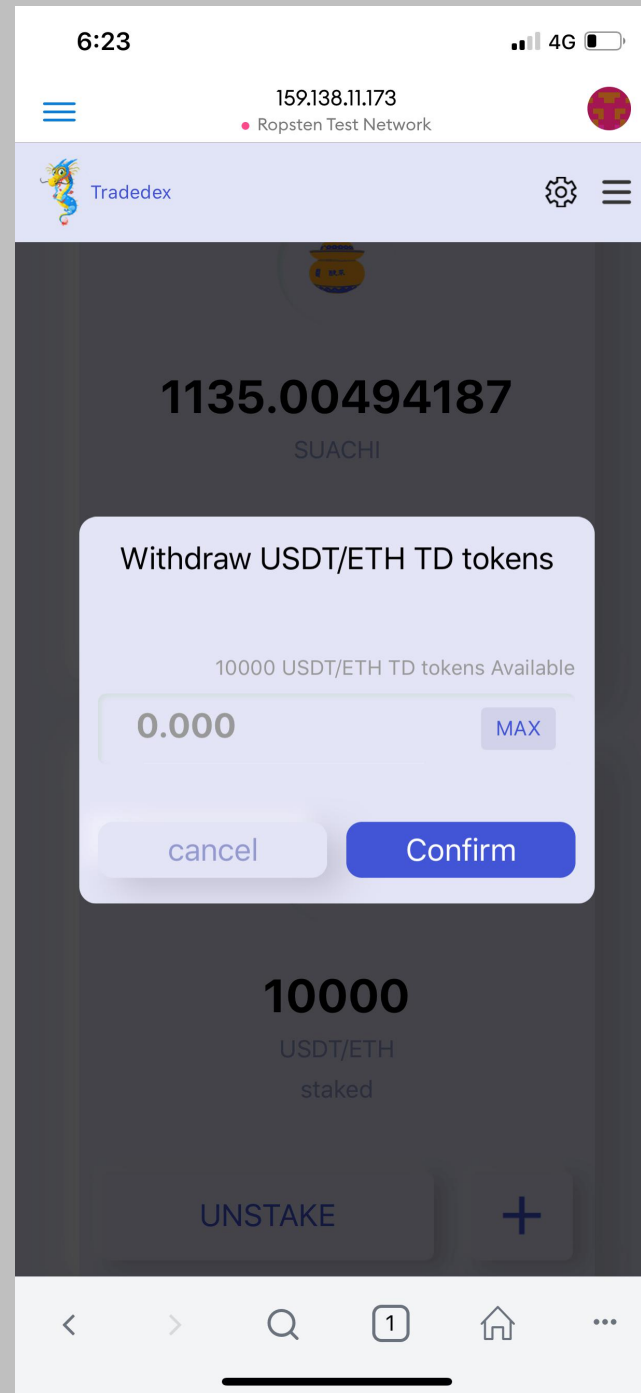 6:23
4G
159.138.11.173
Ropsten Test Network
Tradedex
1135.00494187
SUACHI
Withdraw USDT/ETH TD tokens
10000 USDT/ETH TD tokens Available
0.000
MAX
cancel
Confirm
10000
USDT/ETH
staked
UNSTAKE
1